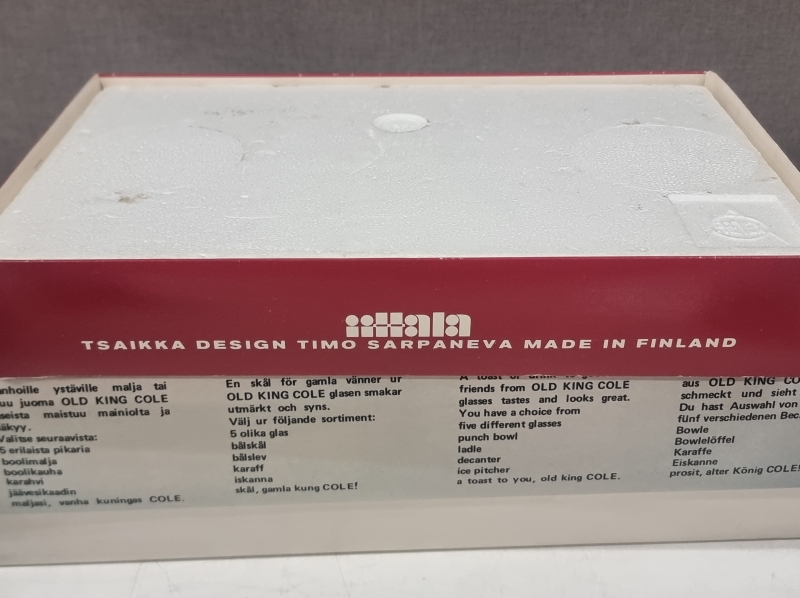 iittala
TSAIKKA DESIGN TIMO SARPANEVA MADE IN FINLAND
ystäville malja tai
juoma OLD KING COLE
maistuu mainiolta ja
Valitse seuraavista:
5 erilaista pikaria
boolimalja
boolikauha
karahvi
jäävesikaadin
maljasi, vanha kuningas COLE.
En skål för gamla vänner ur
OLD KING COLE glasen smakar
utmärkt och syns.
Välj ur följande sortiment:
5 olika glas
bålskål
bålslev
karaff
iskanna
skål, gamla kung COLE!
friends from OLD KING COLE
glasses tastes and looks great.
You have a choice from
five different glasses
punch bowl
ladle
decanter
ice pitcher
a toast to you, old king COLE.
aus OLD KING
schmeckt und sieht
Du hast Auswahl von
fünf verschiedenen
Bowle
Bowlelöffel
Karaffe
Eiskanne
prosit, alter König COLE!